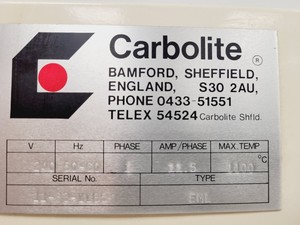 Carbolite ®
BAMFORD, SHEFFIELD,
ENGLAND, S30 2AU,
PHONE 0433-51551
TELEX 54524 Carbolite Shfld.
V Hz PHASE AMP/PHASE MAX.TEMP
1 °C
SERIAL No. TYPE